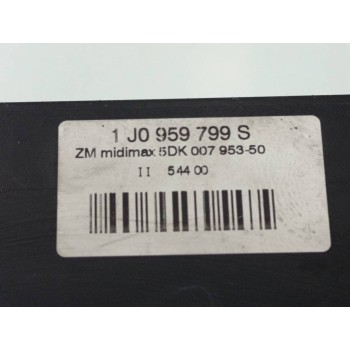 1 J0 959 799 S
ZM midimax 5DK 007 953-50
II 544 00